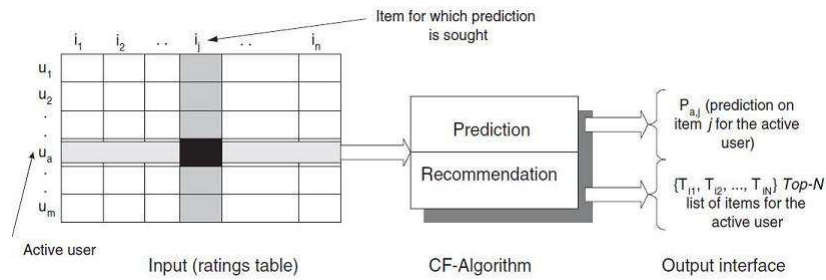 Item for which prediction
is sought
i1 i2 . . ij . . in
u1
u2
.
.
ua
.
.
um
Active user
Prediction
Recommendation
Pa,j (prediction on
item j for the active
user)
{Ti1, Ti2, ..., TiN} Top-N
list of items for the
active user
Input (ratings table)
CF-Algorithm
Output interface